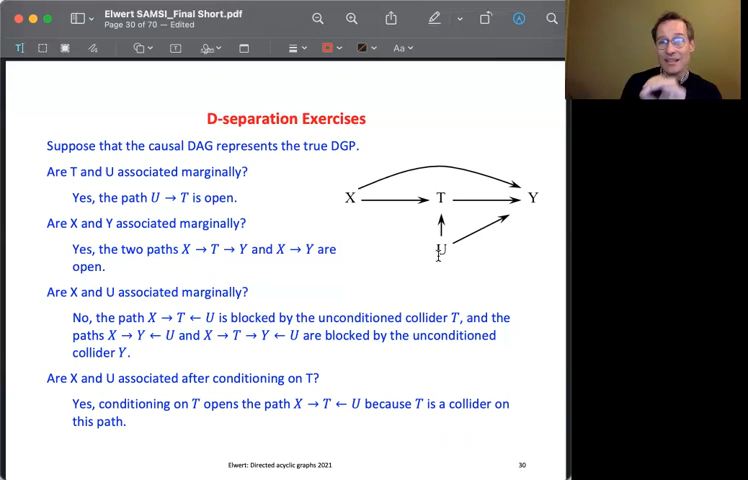 Elwert SAMSI_Final Short.pdf
Page 30 of 70 — Edited
Aa
D-separation Exercises
Suppose that the causal DAG represents the true DGP.
Are T and U associated marginally?
Yes, the path U → T is open.
Are X and Y associated marginally?
Yes, the two paths X → T → Y and X → Y are
open.
X T Y
U
Are X and U associated marginally?
No, the path X → T ← U is blocked by the unconditioned collider T, and the
paths X → Y ← U and X → T → Y ← U are blocked by the unconditioned
collider Y.
Are X and U associated after conditioning on T?
Yes, conditioning on T opens the path X → T ← U because T is a collider on
this path.
Elwert: Directed acyclic graphs 2021
30